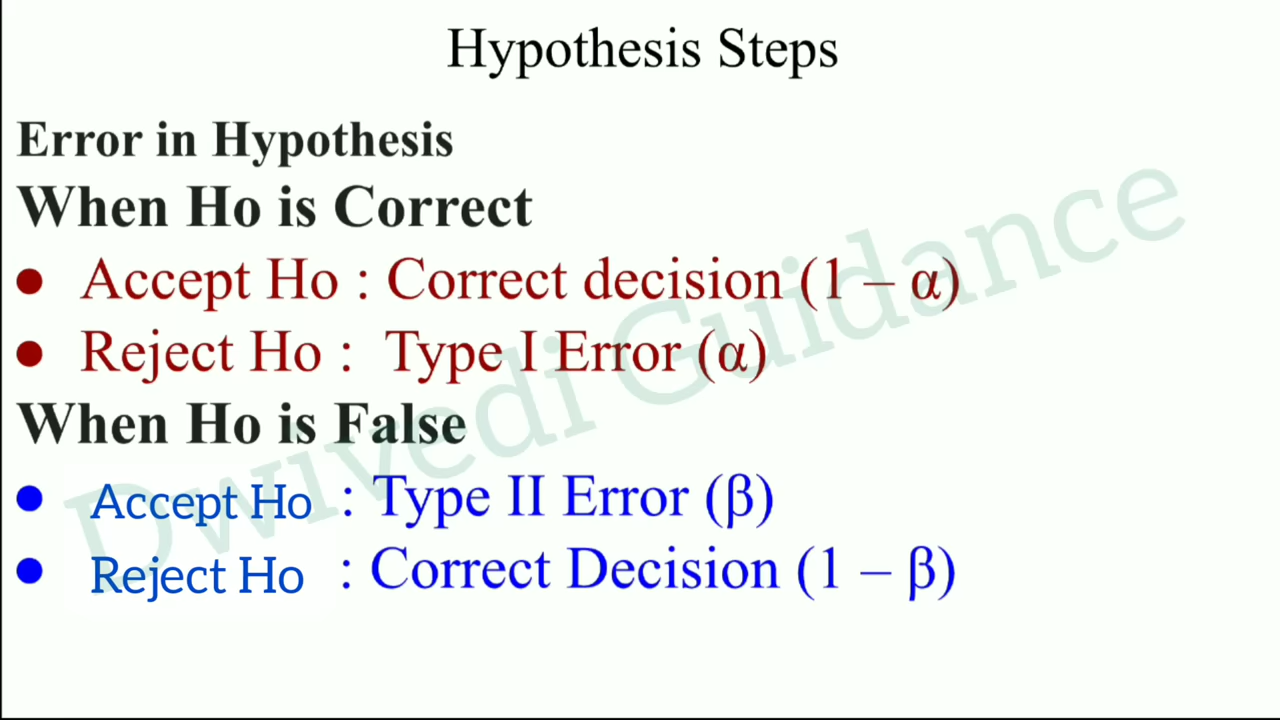 Hypothesis Steps
Error in Hypothesis
When Ho is Correct
● Accept Ho : Correct decision (1 – α)
● Reject Ho : Type I Error (α)
When Ho is False
● Accept Ho : Type II Error (β)
● Reject Ho : Correct Decision (1 – β)
Dwivedi Guidance